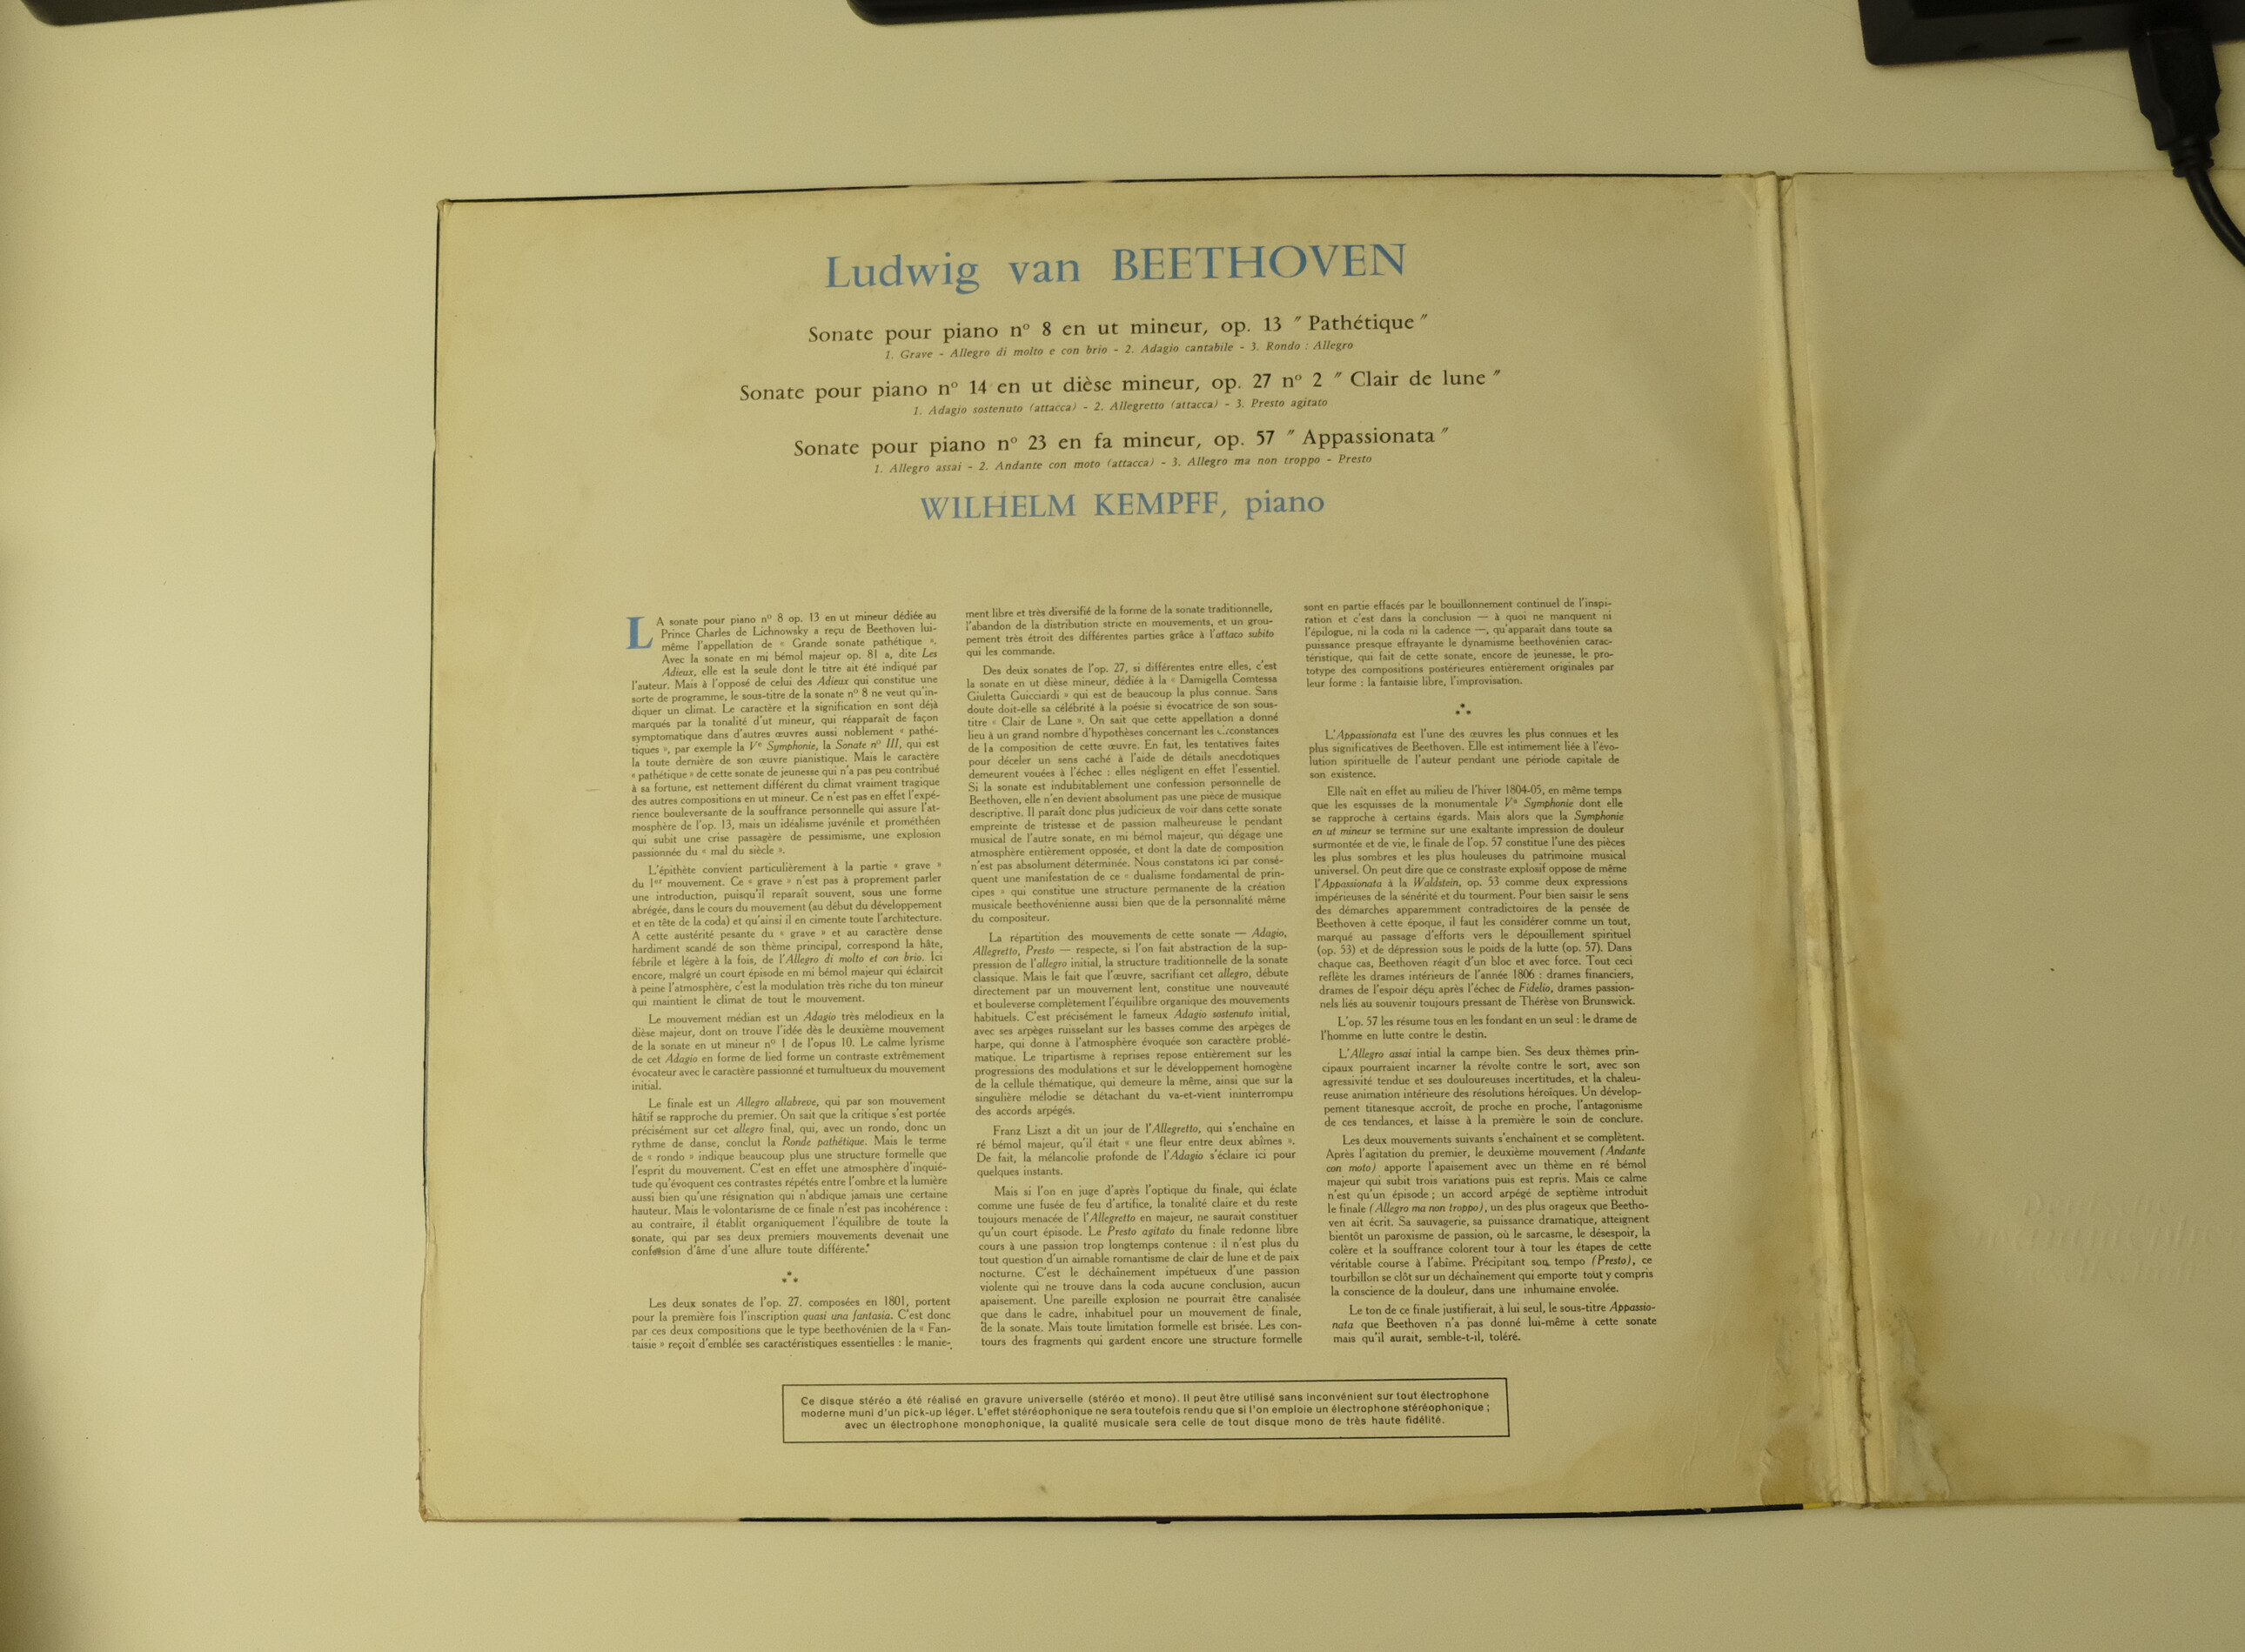 Ludwig van BEETHOVEN
Sonate pour piano nº 8 en ut mineur, op. 13 " Pathétique "
1. Grave - Allegro di molto e con brio - 2. Adagio cantabile - 3. Rondo : Allegro
Sonate pour piano nº 14 en ut dièse mineur, op. 27 nº 2 " Clair de lune "
1. Adagio sostenuto (attacca) - 2. Allegretto (attacca) - 3. Presto agitato
Sonate pour piano nº 23 en fa mineur, op. 57 " Appassionata "
1. Allegro assai - 2. Andante con moto (attacca) - 3. Allegro ma non troppo - Presto
WILHELM KEMPFF, piano
LA sonate pour piano nº 8 op. 13 en ut mineur dédiée au
Prince Charles de Lichnowsky a reçu de Beethoven lui-
même l'appellation de « Grande sonate pathétique ».
Avec la sonate en mi bémol majeur op. 81 a, dite Les
Adieux, elle est la seule dont le titre ait été indiqué par
l'auteur. Mais à l'opposé de celui des Adieux qui constitue une
sorte de programme, le sous-titre de la sonate nº 8 ne veut qu'in-
diquer un climat. Le caractère et la signification en sont déjà
marqués par la tonalité d'ut mineur, qui réapparaît de façon
symptomatique dans d'autres œuvres aussi noblement « pathé-
tiques », par exemple la Ve Symphonie, la Sonate nº III, qui est
la toute dernière de son œuvre pianistique. Mais le caractère
« pathétique » de cette sonate de jeunesse qui n'a pas peu contribué
à sa fortune, est nettement différent du climat vraiment tragique
des autres compositions en ut mineur. Ce n'est pas en effet l'expé-
rience bouleversante de la souffrance personnelle qui assure l'at-
mosphère de l'op. 13, mais un idéalisme juvénile et prométhéen
qui subit une crise passagère de pessimisme, une explosion
passionnée du « mal du siècle ».
L'épithète convient particulièrement à la partie « grave »
du 1er mouvement. Ce « grave » n'est pas à proprement parler
une introduction, puisqu'il reparaît souvent, sous une forme
abrégée, dans le cours du mouvement (au début du développement
et en tête de la coda) et qu'ainsi il en cimente toute l'architecture.
A cette austérité pesante du « grave » et au caractère dense
hardiment scandé de son thème principal, correspond la hâte,
fébrile et légère à la fois, de l'Allegro di molto et con brio. Ici
encore, malgré un court épisode en mi bémol majeur qui éclaircit
à peine l'atmosphère, c'est la modulation très riche du ton mineur
qui maintient le climat de tout le mouvement.
Le mouvement médian est un Adagio très mélodieux en la
dièse majeur, dont on trouve l'idée dès le deuxième mouvement
de la sonate en ut mineur nº 1 de l'opus 10. Le calme lyrisme
de cet Adagio en forme de lied forme un contraste extrêmement
évocateur avec le caractère passionné et tumultueux du mouvement
initial.
Le finale est un Allegro allabreve, qui par son mouvement
hâtif se rapproche du premier. On sait que la critique s'est portée
précisément sur cet allegro final, qui, avec un rondo, donc un
rythme de danse, conclut la Ronde pathétique. Mais le terme
de « rondo » indique beaucoup plus une structure formelle que
l'esprit du mouvement. C'est en effet une atmosphère d'inquié-
tude qu'évoquent ces contrastes répétés entre l'ombre et la lumière
aussi bien qu'une résignation qui n'abdique jamais une certaine
hauteur. Mais le volontarisme de ce finale n'est pas incohérence :
au contraire, il établit organiquement l'équilibre de toute la
sonate, qui par ses deux premiers mouvements devenait une
confession d'âme d'une allure toute différente.
Les deux sonates de l'op. 27, composées en 1801, portent
pour la première fois l'inscription quasi una fantasia. C'est donc
par ces deux compositions que le type beethovénien de la « Fan-
taisie » reçoit d'emblée ses caractéristiques essentielles : le manie-
ment libre et très diversifié de la forme de la sonate traditionnelle,
l'abandon de la distribution stricte en mouvements, et un grou-
pement très étroit des différentes parties grâce à l'attaco subito
qui les commande.
Des deux sonates de l'op. 27, si différentes entre elles, c'est
la sonate en ut dièse mineur, dédiée à la « Damigella Comtessa
Giuletta Guicciardi » qui est de beaucoup la plus connue. Sans
doute doit-elle sa célébrité à la poésie si évocatrice de son sous-
titre « Clair de Lune ». On sait que cette appellation a donné
lieu à un grand nombre d'hypothèses concernant les circonstances
de la composition de cette œuvre. En fait, les tentatives faites
pour déceler un sens caché à l'aide de détails anecdotiques
demeurent vouées à l'échec : elles négligent en effet l'essentiel.
Si la sonate est indubitablement une confession personnelle de
Beethoven, elle n'en devient absolument pas une pièce de musique
descriptive. Il paraît donc plus judicieux de voir dans cette sonate
empreinte de tristesse et de passion malheureuse le pendant
musical de l'autre sonate, en mi bémol majeur, qui dégage une
atmosphère entièrement opposée, et dont la date de composition
n'est pas absolument déterminée. Nous constatons ici par consé-
quent une manifestation de ce « dualisme fondamental de prin-
cipes » qui constitue une structure permanente de la création
musicale beethovénienne aussi bien que de la personnalité même
du compositeur.
La répartition des mouvements de cette sonate — Adagio,
Allegretto, Presto — respecte, si l'on fait abstraction de la sup-
pression de l'allegro initial, la structure traditionnelle de la sonate
classique. Mais le fait que l'œuvre, sacrifiant cet allegro, débute
directement par un mouvement lent, constitue une nouveauté
et bouleverse complètement l'équilibre organique des mouvements
habituels. C'est précisément le fameux Adagio sostenuto initial,
avec ses arpèges ruisselant sur les basses comme des arpèges de
harpe, qui donne à l'atmosphère évoquée son caractère problé-
matique. Le tripartisme à reprises repose entièrement sur les
progressions des modulations et sur le développement homogène
de la cellule thématique, qui demeure la même, ainsi que sur la
singulière mélodie se détachant du va-et-vient ininterrompu
des accords arpégés.
Franz Liszt a dit un jour de l'Allegretto, qui s'enchaîne en
ré bémol majeur, qu'il était « une fleur entre deux abîmes ».
De fait, la mélancolie profonde de l'Adagio s'éclaire ici pour
quelques instants.
Mais si l'on en juge d'après l'optique du finale, qui éclate
comme une fusée de feu d'artifice, la tonalité claire et du reste
toujours menacée de l'Allegretto en majeur, ne saurait constituer
qu'un court épisode. Le Presto agitato du finale redonne libre
cours à une passion trop longtemps contenue : il n'est plus du
tout question d'un aimable romantisme de clair de lune et de paix
nocturne. C'est le déchaînement impétueux d'une passion
violente qui ne trouve dans la coda aucune conclusion, aucun
apaisement. Une pareille explosion ne pourrait être canalisée
que dans le cadre, inhabituel pour un mouvement de finale,
de la sonate. Mais toute limitation formelle est brisée. Les con-
tours des fragments qui gardent encore une structure formelle
sont en partie effacés par le bouillonnement continuel de l'inspi-
ration et c'est dans la conclusion — à quoi ne manquent ni
l'épilogue, ni la coda ni la cadence —, qu'apparaît dans toute sa
puissance presque effrayante le dynamisme beethovénien carac-
téristique, qui fait de cette sonate, encore de jeunesse, le pro-
totype des compositions postérieures entièrement originales par
leur forme : la fantaisie libre, l'improvisation.
L'Appassionata est l'une des œuvres les plus connues et les
plus significatives de Beethoven. Elle est intimement liée à l'évo-
lution spirituelle de l'auteur pendant une période capitale de
son existence.
Elle naît en effet au milieu de l'hiver 1804-05, en même temps
que les esquisses de la monumentale Ve Symphonie dont elle
se rapproche à certains égards. Mais alors que la Symphonie
en ut mineur se termine sur une exaltante impression de douleur
surmontée et de vie, le finale de l'op. 57 constitue l'une des pièces
les plus sombres et les plus houleuses du patrimoine musical
universel. On peut dire que ce constraste explosif oppose de même
l'Appassionata à la Waldstein, op. 53 comme deux expressions
impérieuses de la sénérité et du tourment. Pour bien saisir le sens
des démarches apparemment contradictoires de la pensée de
Beethoven à cette époque, il faut les considérer comme un tout,
marqué au passage d'efforts vers le dépouillement spirituel
(op. 53) et de dépression sous le poids de la lutte (op. 57). Dans
chaque cas, Beethoven réagit d'un bloc et avec force. Tout ceci
reflète les drames intérieurs de l'année 1806 : drames financiers,
drames de l'espoir déçu après l'échec de Fidelio, drames passion-
nels liés au souvenir toujours pressant de Thérèse von Brunswick.
L'op. 57 les résume tous en les fondant en un seul : le drame de
l'homme en lutte contre le destin.
L'Allegro assai intial la campe bien. Ses deux thèmes prin-
cipaux pourraient incarner la révolte contre le sort, avec son
agressivité tendue et ses douloureuses incertitudes, et la chaleu-
reuse animation intérieure des résolutions héroïques. Un dévelop-
pement titanesque accroît, de proche en proche, l'antagonisme
de ces tendances, et laisse à la première le soin de conclure.
Les deux mouvements suivants s'enchaînent et se complètent.
Après l'agitation du premier, le deuxième mouvement (Andante
con moto) apporte l'apaisement avec un thème en ré bémol
majeur qui subit trois variations puis est repris. Mais ce calme
n'est qu'un épisode ; un accord arpégé de septième introduit
le finale (Allegro ma non troppo), un des plus orageux que Beetho-
ven ait écrit. Sa sauvagerie, sa puissance dramatique, atteignent
bientôt un paroxisme de passion, où le sarcasme, le désespoir, la
colère et la souffrance colorent tour à tour les étapes de cette
véritable course à l'abîme. Précipitant son tempo (Presto), ce
tourbillon se clôt sur un déchaînement qui emporte tout y compris
la conscience de la douleur, dans une inhumaine envolée.
Le ton de ce finale justifierait, à lui seul, le sous-titre Appassio-
nata que Beethoven n'a pas donné lui-même à cette sonate
mais qu'il aurait, semble-t-il, toléré.
Ce disque stéréo a été réalisé en gravure universelle (stéréo et mono). Il peut être utilisé sans inconvénient sur tout électrophone
moderne muni d'un pick-up léger. L'effet stéréophonique ne sera toutefois rendu que si l'on emploie un électrophone stéréophonique ;
avec un électrophone monophonique, la qualité musicale sera celle de tout disque mono de très haute fidélité.